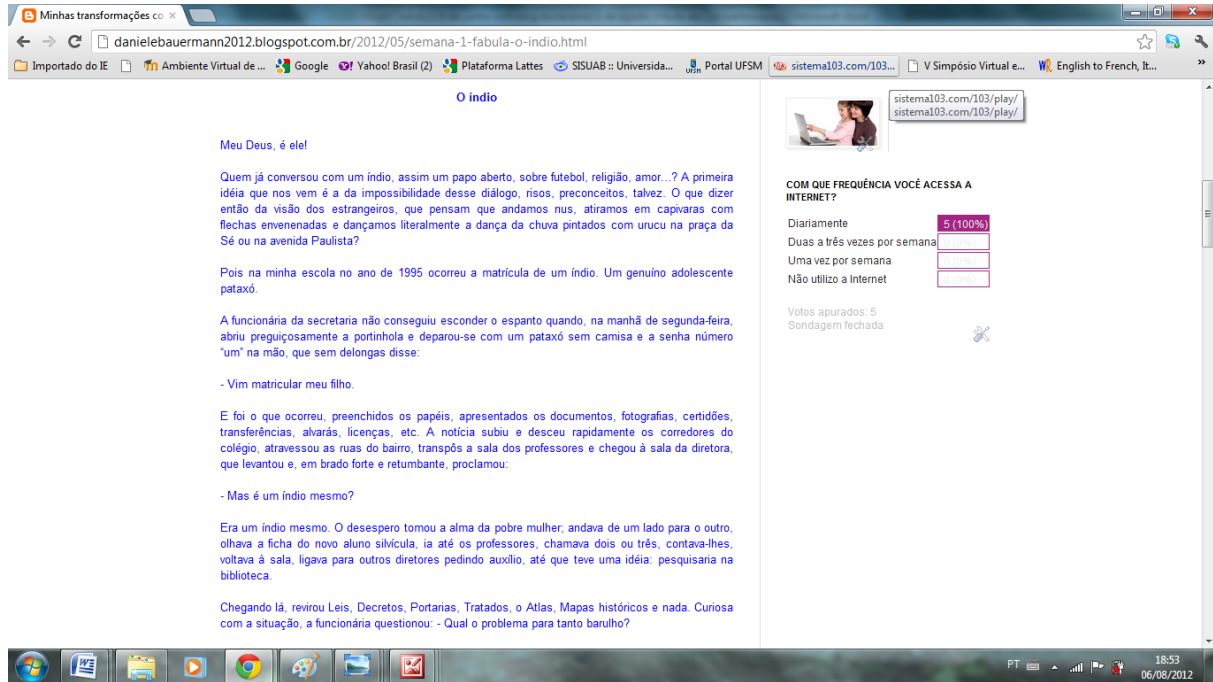 Minhas transformações co
danielebauermann2012.blogspot.com.br/2012/05/semana-1-fabula-o-indio.html
Importado do IE Ambiente Virtual de ... Google Yahoo! Brasil (2) Plataforma Lattes SISUAB :: Universida... Portal UFSM sistema103.com/103... V Simpósio Virtual e... English to French, It... »
O índio
Meu Deus, é ele!
Quem já conversou com um índio, assim um papo aberto, sobre futebol, religião, amor...? A primeira
idéia que nos vem é a da impossibilidade desse diálogo, risos, preconceitos, talvez. O que dizer
então da visão dos estrangeiros, que pensam que andamos nus, atiramos em capivaras com
flechas envenenadas e dançamos literalmente a dança da chuva pintados com urucu na praça da
Sé ou na avenida Paulista?
Pois na minha escola no ano de 1995 ocorreu a matrícula de um índio. Um genuíno adolescente
pataxó.
A funcionária da secretaria não conseguiu esconder o espanto quando, na manhã de segunda-feira,
abriu preguiçosamente a portinhola e deparou-se com um pataxó sem camisa e a senha número
“um” na mão, que sem delongas disse:
- Vim matricular meu filho.
E foi o que ocorreu, preenchidos os papéis, apresentados os documentos, fotografias, certidões,
transferências, alvarás, licenças, etc. A notícia subiu e desceu rapidamente os corredores do
colégio, atravessou as ruas do bairro, transpôs a sala dos professores e chegou à sala da diretora,
que levantou e, em brado forte e retumbante, proclamou:
- Mas é um índio mesmo?
Era um índio mesmo. O desespero tomou a alma da pobre mulher; andava de um lado para o outro,
olhava a ficha do novo aluno silvícula, ia até os professores, chamava dois ou três, contava-lhes,
voltava à sala, ligava para outros diretores pedindo auxílio, até que teve uma idéia: pesquisaria na
biblioteca.
Chegando lá, revirou Leis, Decretos, Portarias, Tratados, o Atlas, Mapas históricos e nada. Curiosa
com a situação, a funcionária questionou: - Qual o problema para tanto barulho?
sistema103.com/103/play/
sistema103.com/103/play/
COM QUE FREQUÊNCIA VOCÊ ACESSA A
INTERNET?
Diariamente 5 (100%)
Duas a três vezes por semana 0 (0%)
Uma vez por semana 0 (0%)
Não utilizo a Internet 0 (0%)
Votos apurados: 5
Sondagem fechada
PT
18:53
06/08/2012